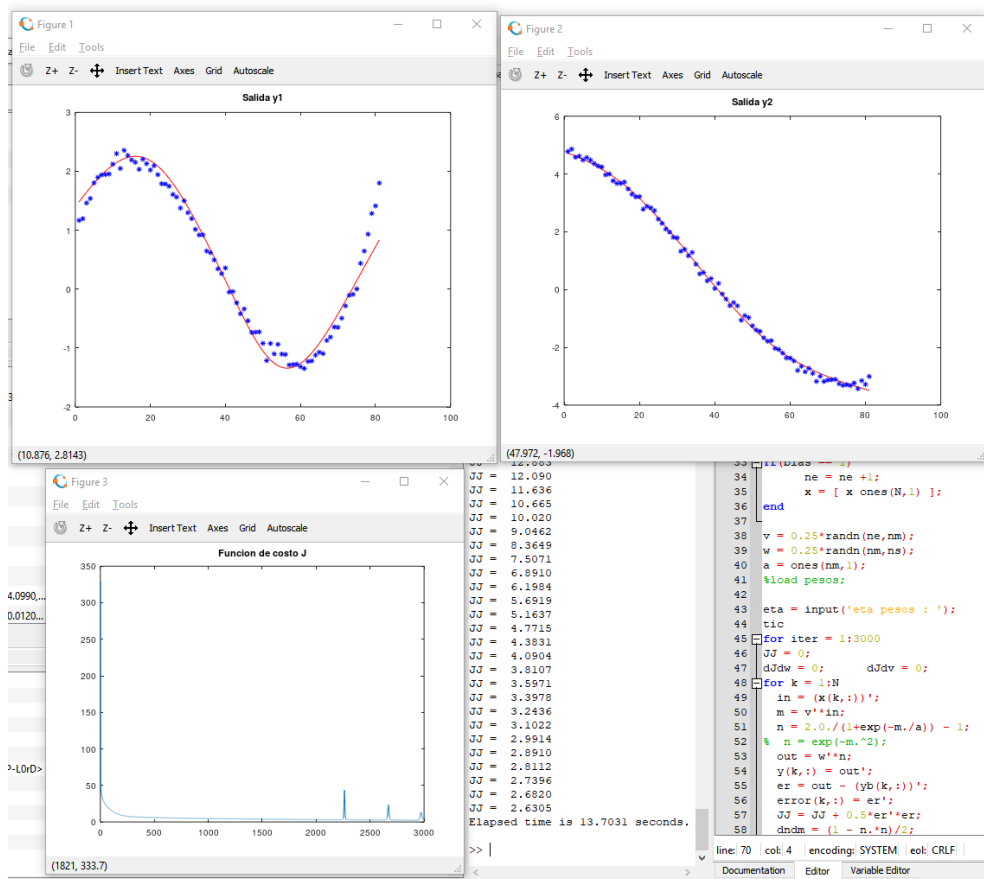 Figure 1
File Edit Tools
Z+ Z- Insert Text Axes Grid Autoscale
Salida y1
3
2
1
0
-1
-2
0 20 40 60 80 100
(10.876, 2.8143)
Figure 2
File Edit Tools
Z+ Z- Insert Text Axes Grid Autoscale
Salida y2
6
4
2
0
-2
-4
0 20 40 60 80 100
(47.972, -1.968)
Figure 3
File Edit Tools
Z+ Z- Insert Text Axes Grid Autoscale
Funcion de costo J
350
300
250
200
150
100
50
0
0 500 1000 1500 2000 2500 3000
(1821, 333.7)
4.0990,...
0.0120...
P-L0rD>
JJ = 12.883
JJ = 12.090
JJ = 11.636
JJ = 10.665
JJ = 10.020
JJ = 9.0462
JJ = 8.3649
JJ = 7.5071
JJ = 6.8910
JJ = 6.1984
JJ = 5.6919
JJ = 5.1637
JJ = 4.7715
JJ = 4.3831
JJ = 4.0904
JJ = 3.8107
JJ = 3.5971
JJ = 3.3978
JJ = 3.2436
JJ = 3.1022
JJ = 2.9914
JJ = 2.8910
JJ = 2.8112
JJ = 2.7396
JJ = 2.6820
JJ = 2.6305
Elapsed time is 13.7031 seconds.
>> |
33 if(bias == 1)
34 ne = ne +1;
35 x = [ x ones(N,1) ];
36 end
37
38 v = 0.25*randn(ne,nm);
39 w = 0.25*randn(nm,ns);
40 a = ones(nm,1);
41 %load pesos;
42
43 eta = input('eta pesos : ');
44 tic
45 for iter = 1:3000
46 JJ = 0;
47 dJdw = 0; dJdv = 0;
48 for k = 1:N
49 in = (x(k,:))';
50 m = v'*in;
51 n = 2.0./(1+exp(-m./a)) - 1;
52 % n = exp(-m.^2);
53 out = w'*n;
54 y(k,:) = out';
55 er = out - (yb(k,:))';
56 error(k,:) = er';
57 JJ = JJ + 0.5*er'*er;
58 dndm = (1 - n.*n)/2;
line: 70 col: 4 encoding: SYSTEM eol: CRLF
Documentation Editor Variable Editor